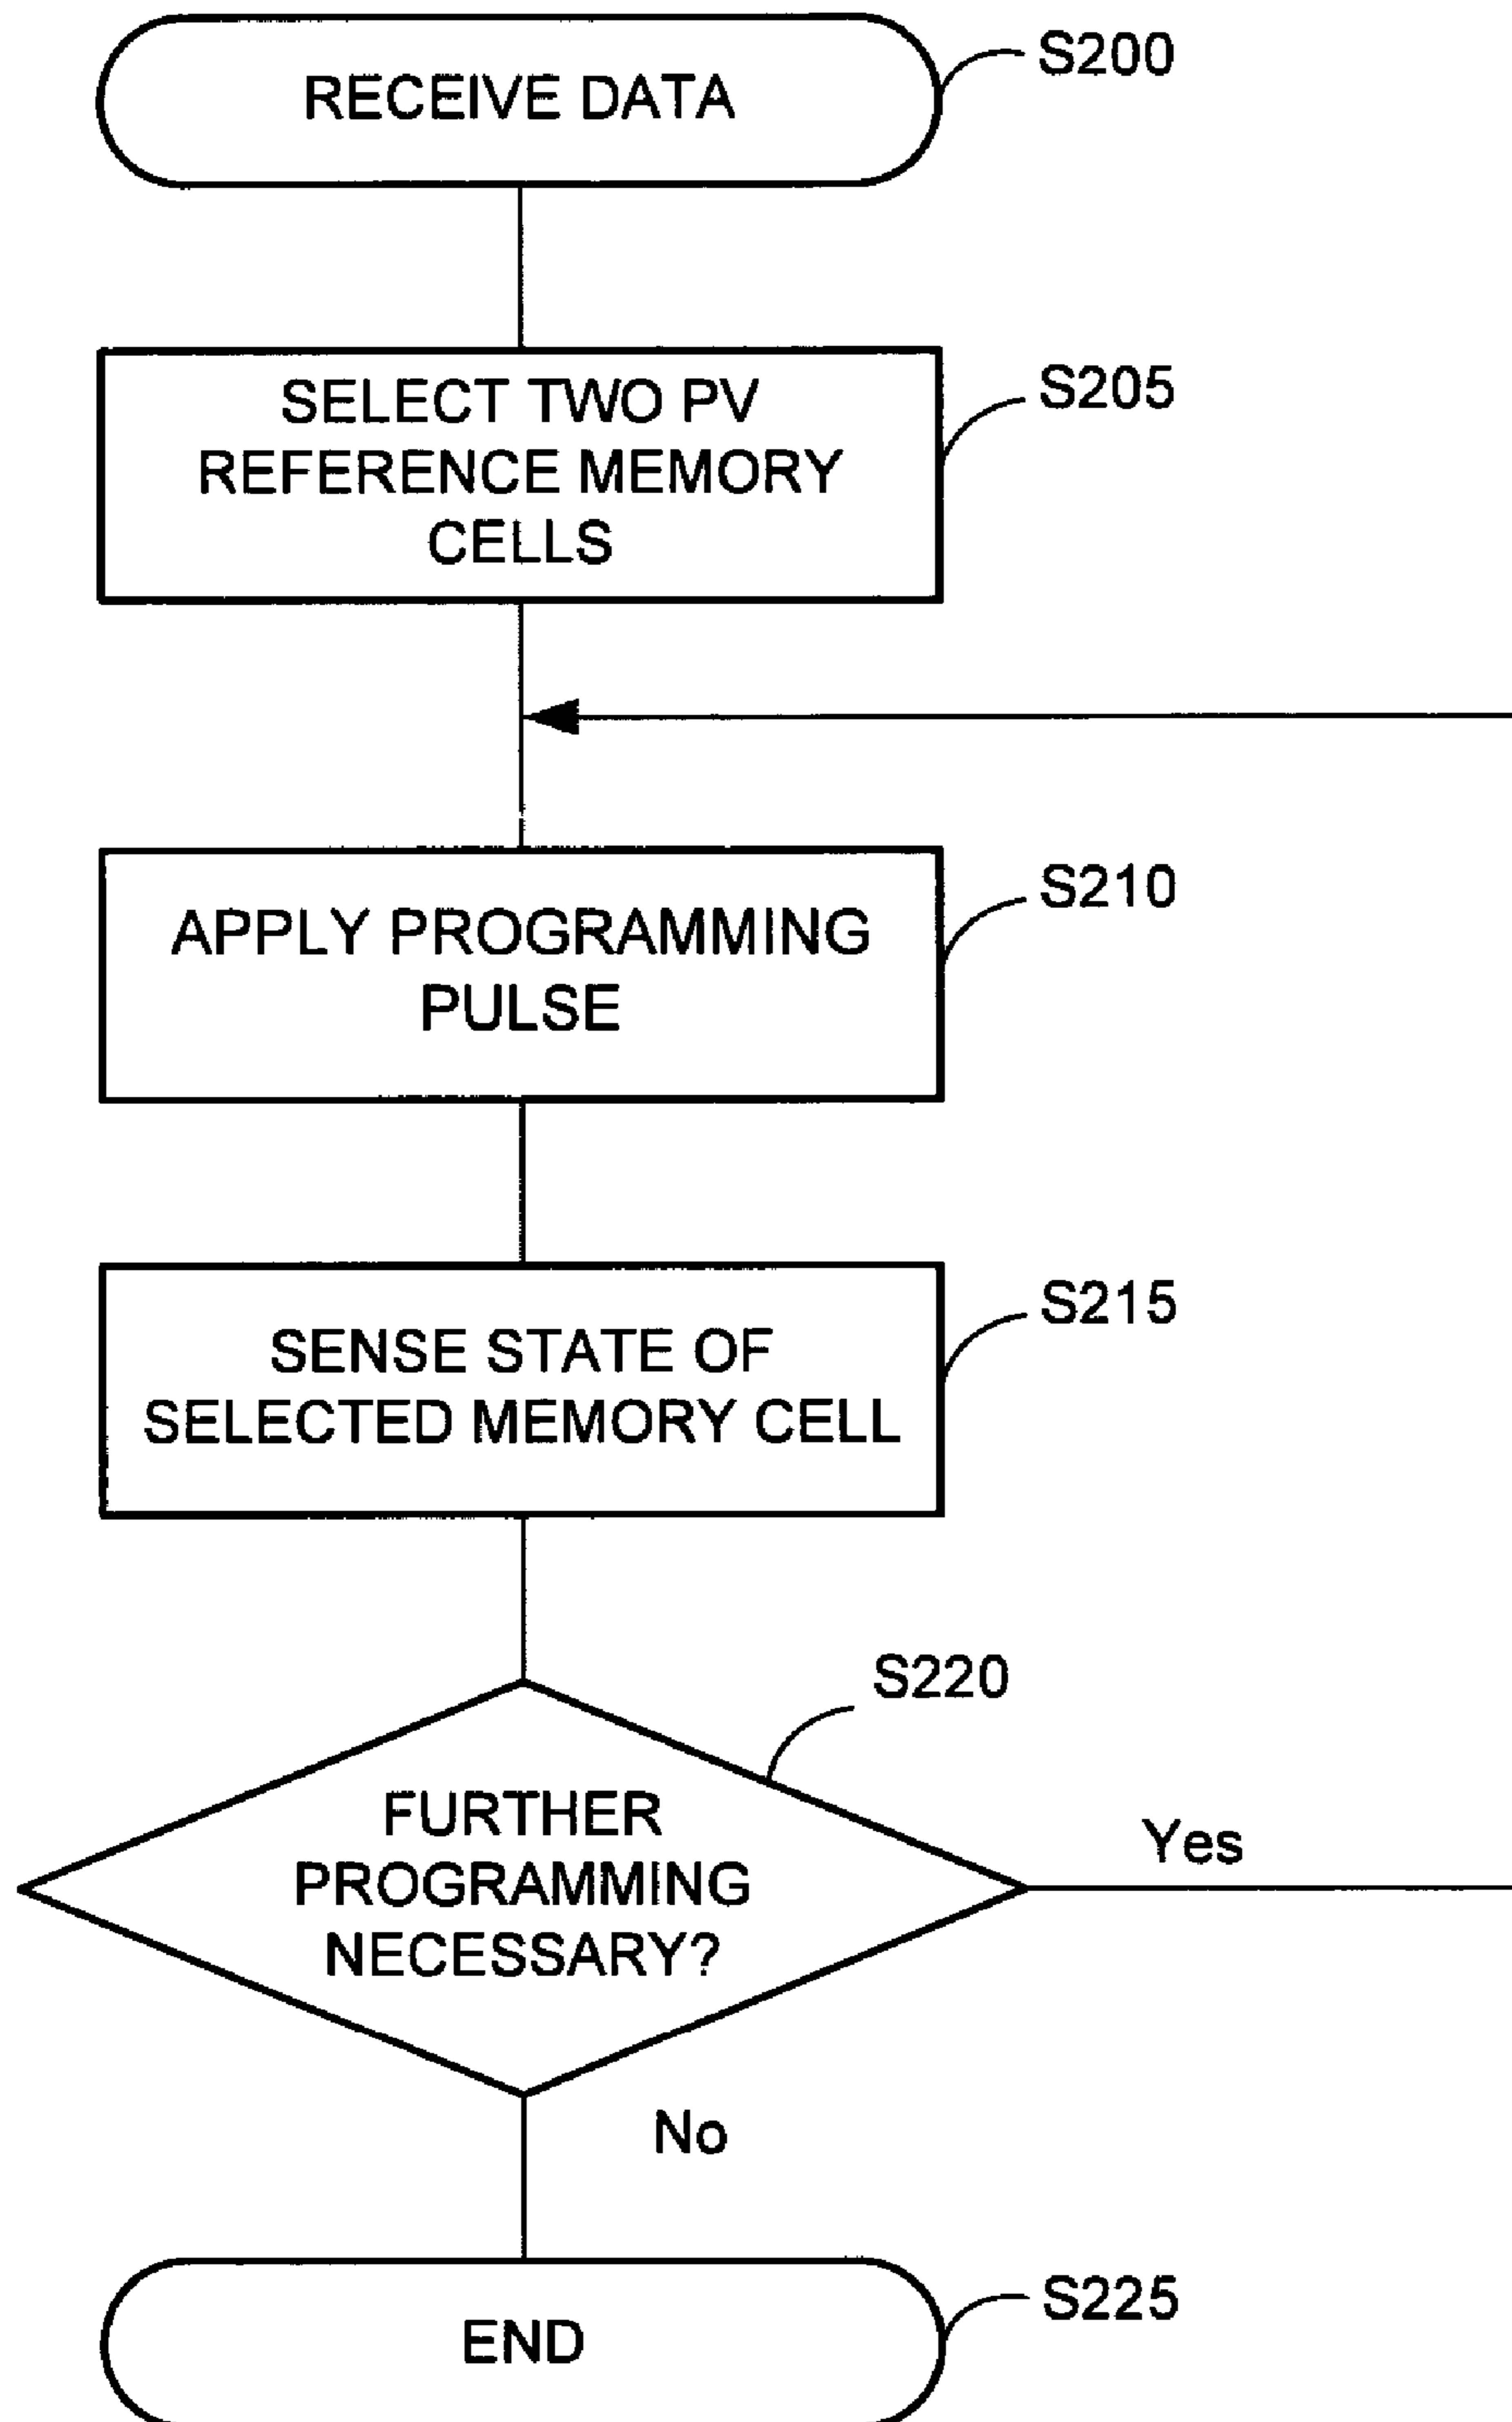 RECEIVE DATA
S200
SELECT TWO PV
REFERENCE MEMORY
CELLS
S205
APPLY PROGRAMMING
PULSE
S210
SENSE STATE OF
SELECTED MEMORY CELL
S215
S220
FURTHER
PROGRAMMING
NECESSARY?
Yes
No
END
S225